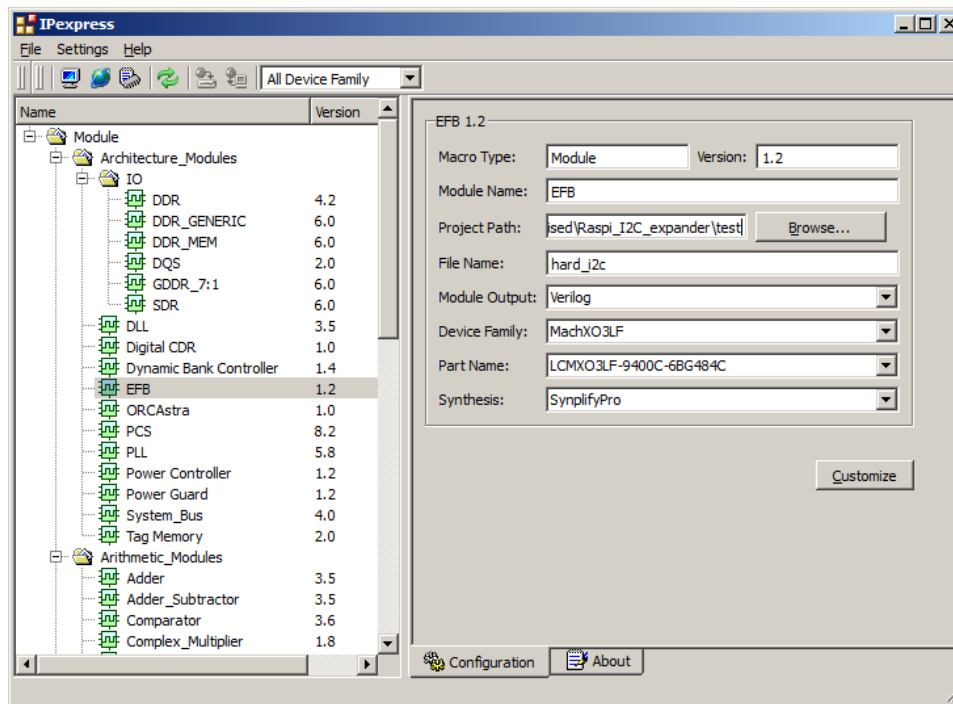 IPexpress
File Settings Help
All Device Family
Name Version
Module
Architecture_Modules
IO
DDR 4.2
DDR_GENERIC 6.0
DDR_MEM 6.0
DQS 2.0
GDDR_7:1 6.0
SDR 6.0
DLL 3.5
Digital CDR 1.0
Dynamic Bank Controller 1.4
EFB 1.2
ORCAstra 1.0
PCS 8.2
PLL 5.8
Power Controller 1.2
Power Guard 1.2
System_Bus 4.0
Tag Memory 2.0
Arithmetic_Modules
Adder 3.5
Adder_Subtractor 3.5
Comparator 3.6
Complex_Multiplier 1.8
EFB 1.2
Macro Type: Module Version: 1.2
Module Name: EFB
Project Path: ised\Raspi_I2C_expander\test Browse...
File Name: hard_i2c
Module Output: Verilog
Device Family: MachXO3LF
Part Name: LCMXO3LF-9400C-6BG484C
Synthesis: SynplifyPro
Customize
Configuration About